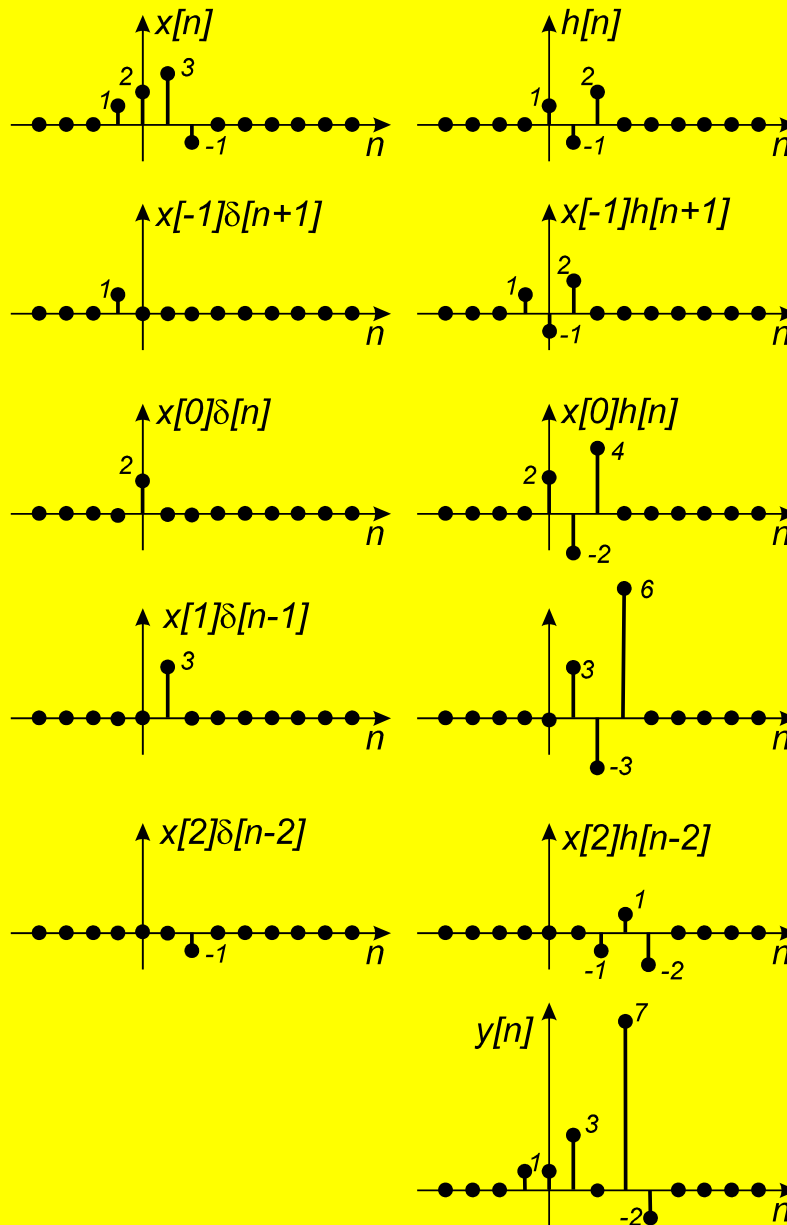 x[n]
1
2
3
-1
n
h[n]
1
-1
2
n
x[-1]δ[n+1]
1
n
x[-1]h[n+1]
1
-1
2
n
x[0]δ[n]
2
n
x[0]h[n]
2
-2
4
n
x[1]δ[n-1]
3
n
3
-3
6
n
x[2]δ[n-2]
-1
n
x[2]h[n-2]
-1
1
-2
n
y[n]
1
3
7
-2
n